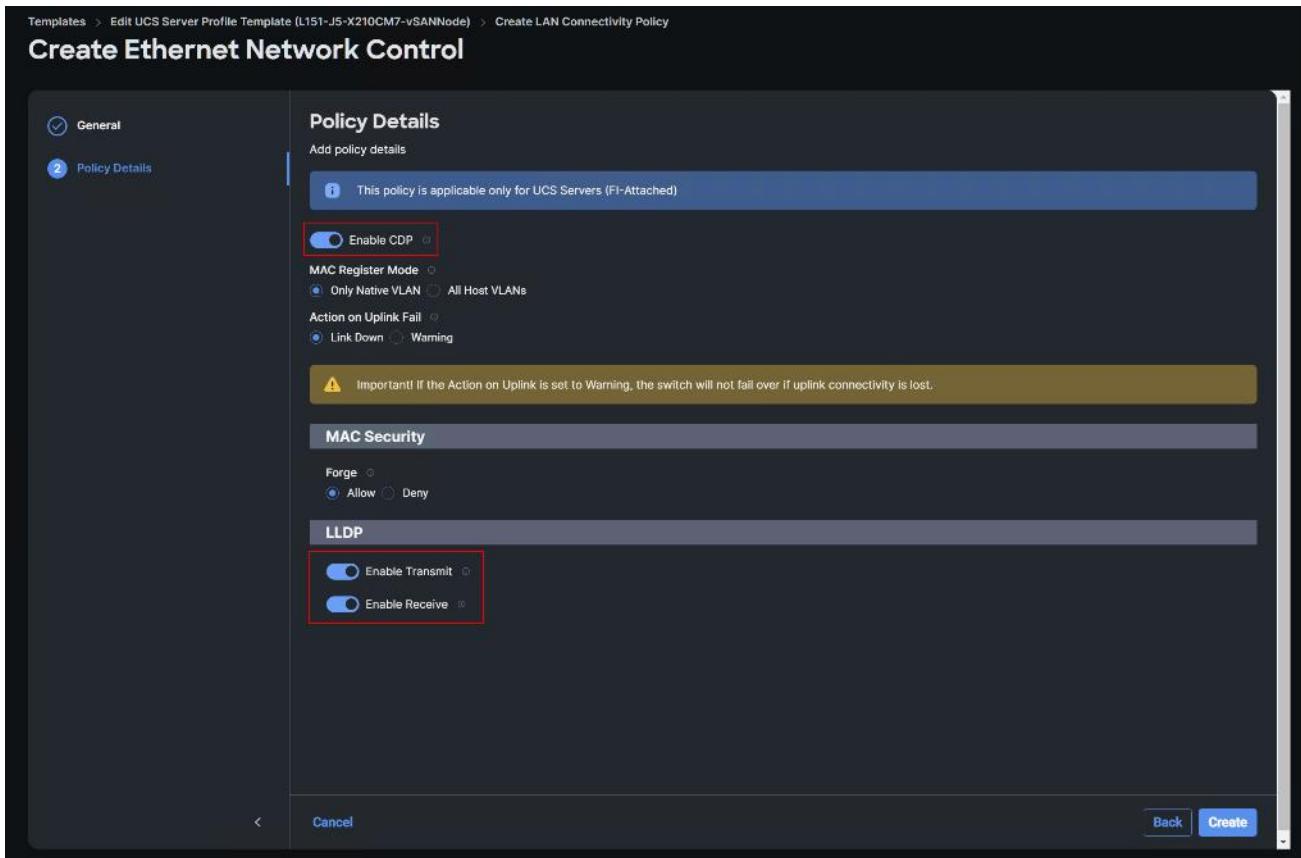 Templates > Edit UCS Server Profile Template (L151-J5-X210CM7-vSANNode) > Create LAN Connectivity Policy
Create Ethernet Network Control
General
2 Policy Details
Policy Details
Add policy details
This policy is applicable only for UCS Servers (FI-Attached)
Enable CDP
MAC Register Mode
Only Native VLAN All Host VLANs
Action on Uplink Fail
Link Down Warning
Important! If the Action on Uplink is set to Warning, the switch will not fail over if uplink connectivity is lost.
MAC Security
Forge
Allow Deny
LLDP
Enable Transmit
Enable Receive
< Cancel Back Create